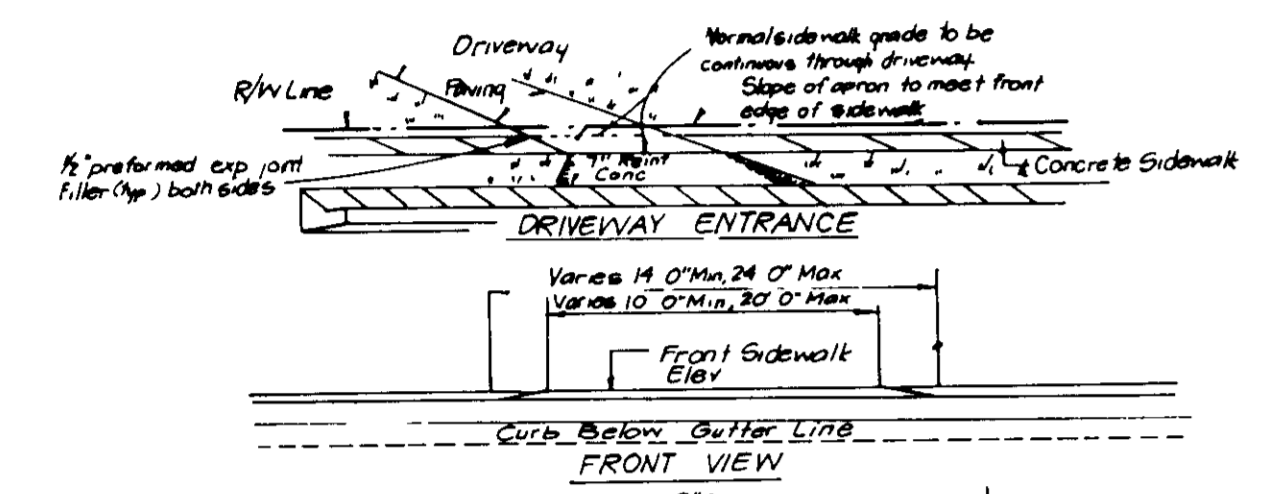 Driveway
Normal sidewalk grade to be
continuous through driveway.
Slope of apron to meet front
edge of sidewalk
R/W Line
Paving
1/2" preformed exp joint
Filler (Typ) both sides
7" Reinf
Conc
Concrete Sidewalk
DRIVEWAY ENTRANCE
Varies 14 0" Min, 24 0" Max
Varies 10 0" Min, 20' 0" Max
Front Sidewalk
Elev
Curb Below Gutter Line
FRONT VIEW